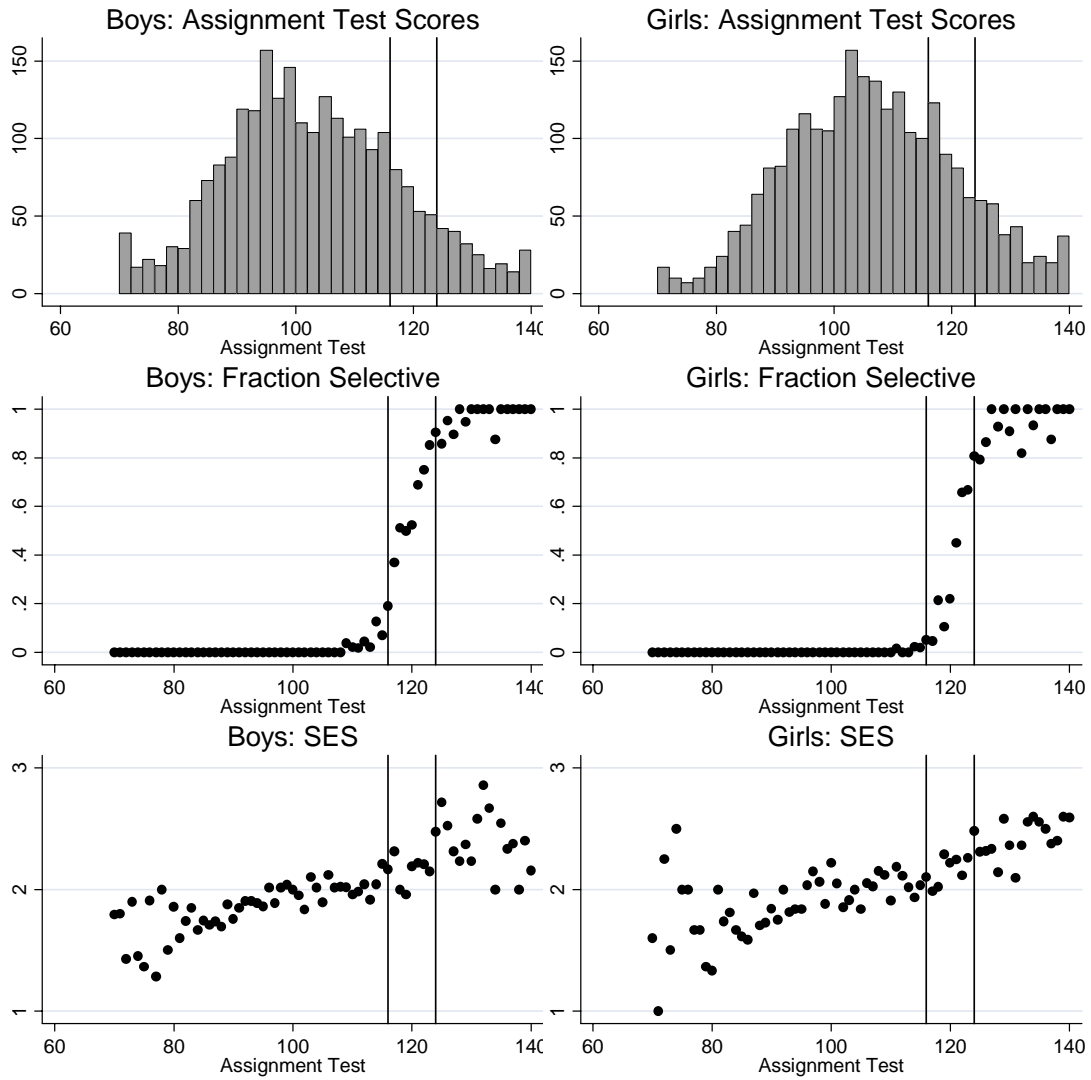 Boys: Assignment Test Scores
150
100
50
0
60 80 100 120 140
Assignment Test
Girls: Assignment Test Scores
150
100
50
0
60 80 100 120 140
Assignment Test
Boys: Fraction Selective
1
.8
.6
.4
.2
0
60 80 100 120 140
Assignment Test
Girls: Fraction Selective
1
.8
.6
.4
.2
0
60 80 100 120 140
Assignment Test
Boys: SES
3
2
1
60 80 100 120 140
Assignment Test
Girls: SES
3
2
1
60 80 100 120 140
Assignment Test